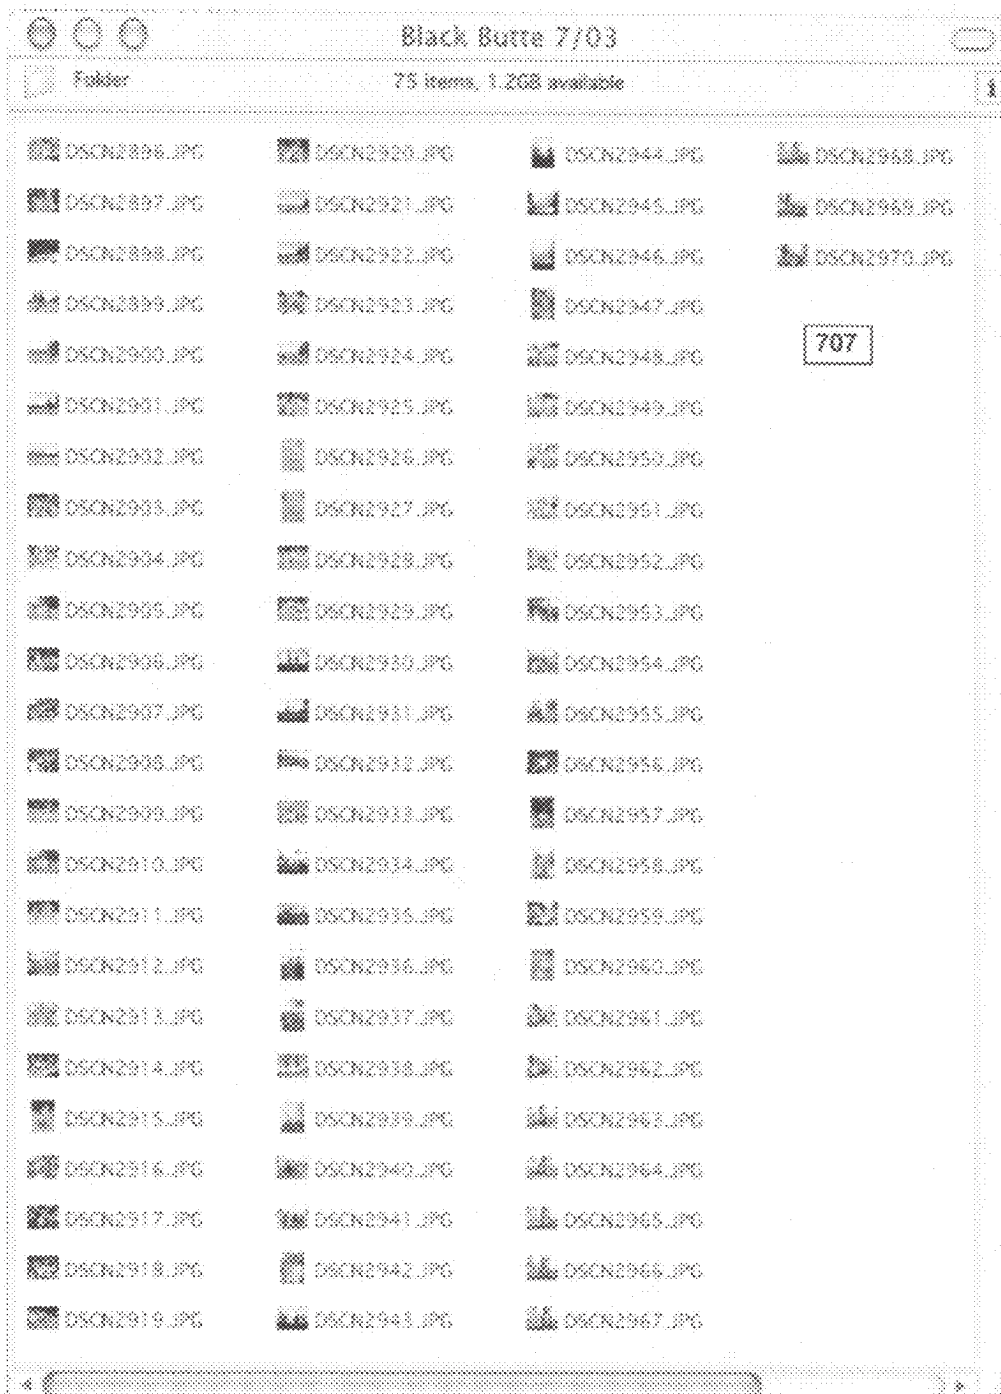 Black Butte 7/03
Folder
75 items, 1.2GB available
i
DSCN2896.JPG
DSCN2897.JPG
DSCN2898.JPG
DSCN2899.JPG
DSCN2900.JPG
DSCN2901.JPG
DSCN2902.JPG
DSCN2903.JPG
DSCN2904.JPG
DSCN2905.JPG
DSCN2906.JPG
DSCN2907.JPG
DSCN2908.JPG
DSCN2909.JPG
DSCN2910.JPG
DSCN2911.JPG
DSCN2912.JPG
DSCN2913.JPG
DSCN2914.JPG
DSCN2915.JPG
DSCN2916.JPG
DSCN2917.JPG
DSCN2918.JPG
DSCN2919.JPG
DSCN2920.JPG
DSCN2921.JPG
DSCN2922.JPG
DSCN2923.JPG
DSCN2924.JPG
DSCN2925.JPG
DSCN2926.JPG
DSCN2927.JPG
DSCN2928.JPG
DSCN2929.JPG
DSCN2930.JPG
DSCN2931.JPG
DSCN2932.JPG
DSCN2933.JPG
DSCN2934.JPG
DSCN2935.JPG
DSCN2936.JPG
DSCN2937.JPG
DSCN2938.JPG
DSCN2939.JPG
DSCN2940.JPG
DSCN2941.JPG
DSCN2942.JPG
DSCN2943.JPG
DSCN2944.JPG
DSCN2945.JPG
DSCN2946.JPG
DSCN2947.JPG
DSCN2948.JPG
DSCN2949.JPG
DSCN2950.JPG
DSCN2951.JPG
DSCN2952.JPG
DSCN2953.JPG
DSCN2954.JPG
DSCN2955.JPG
DSCN2956.JPG
DSCN2957.JPG
DSCN2958.JPG
DSCN2959.JPG
DSCN2960.JPG
DSCN2961.JPG
DSCN2962.JPG
DSCN2963.JPG
DSCN2964.JPG
DSCN2965.JPG
DSCN2966.JPG
DSCN2967.JPG
DSCN2968.JPG
DSCN2969.JPG
DSCN2970.JPG
707